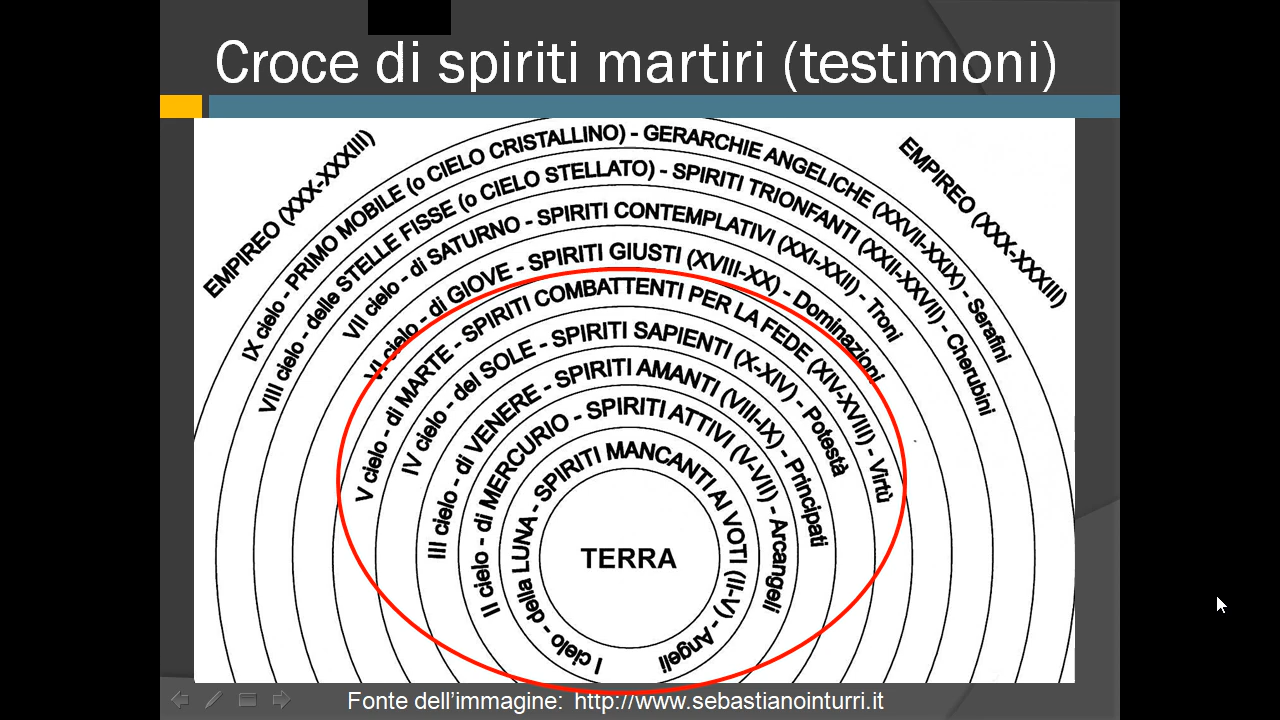 Croce di spiriti martiri (testimoni)
EMPIREO (XXX-XXXIII)
EMPIREO (XXX-XXXIII)
IX cielo - PRIMO MOBILE (o CIELO CRISTALLINO) - GERARCHIE ANGELICHE (XXVII-XXIX) - Serafini
VIII cielo - delle STELLE FISSE (o CIELO STELLATO) - SPIRITI TRIONFANTI (XXII-XXVII) - Cherubini
VII cielo - di SATURNO - SPIRITI CONTEMPLATIVI (XXI-XXII) - Troni
VI cielo - di GIOVE - SPIRITI GIUSTI (XVIII-XX) - Dominazioni
V cielo - di MARTE - SPIRITI COMBATTENTI PER LA FEDE (XIV-XVIII) - Virtù
IV cielo - del SOLE - SPIRITI SAPIENTI (X-XIV) - Potestà
III cielo - di VENERE - SPIRITI AMANTI (VIII-IX) - Principati
II cielo - di MERCURIO - SPIRITI ATTIVI (V-VII) - Arcangeli
I cielo - della LUNA - SPIRITI MANCANTI AI VOTI (II-V) - Angeli
TERRA
Fonte dell'immagine: http://www.sebastianointurri.it